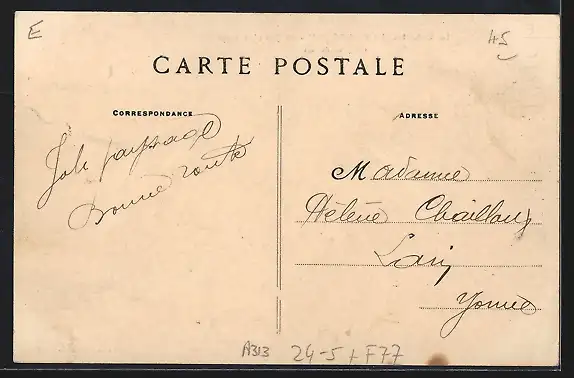 E
45
CARTE POSTALE
CORRESPONDANCE
ADRESSE
Joli paysage
Bonne route
Madame
Hélène Chaillou
Yonne
A313 24-5+F77